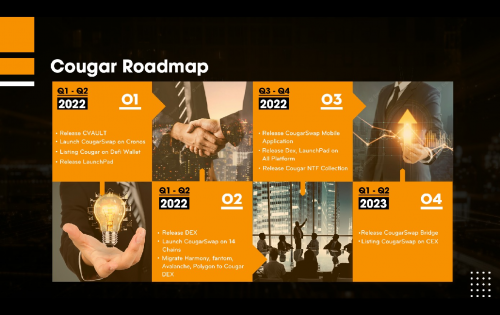 Cougar Roadmap
Q1 - Q2
2022
01
• Release CVAULT
• Launch CougarSwap on Cronos
• Listing Cougar on Defi Wallet
• Release LaunchPad
Q1 - Q2
2022
02
• Release DEX
• Launch CougarSwap on 14
Chains
• Migrate Harmony, fantom,
Avalanche, Polygon to Cougar
DEX
Q3 - Q4
2022
03
• Release CougarSwap Mobile
Application
• Release Dex, LaunchPad on
All Platform
• Release Cougar NTF Collection
Q1 - Q2
2023
04
• Release CougarSwap Bridge
• Listing CougarSwap on CEX